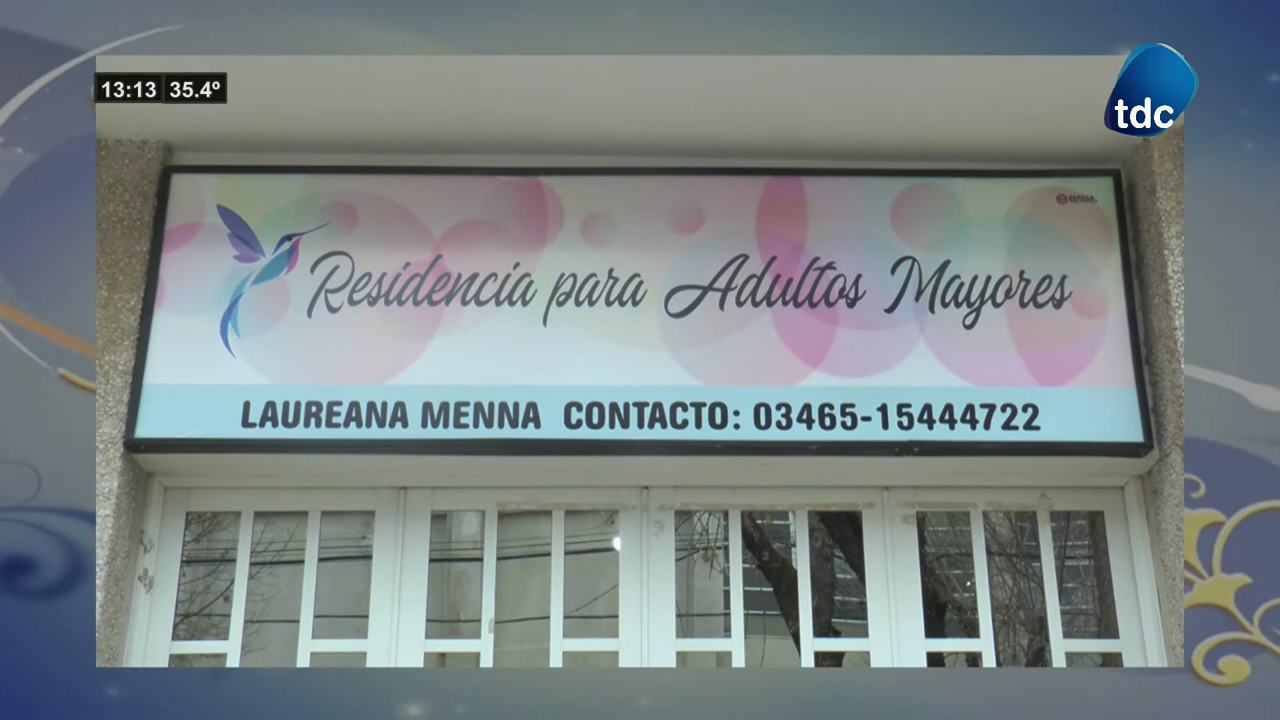 13:13 35.4º
tdc
Residencia para Adultos Mayores
LAUREANA MENNA CONTACTO: 03465-15444722